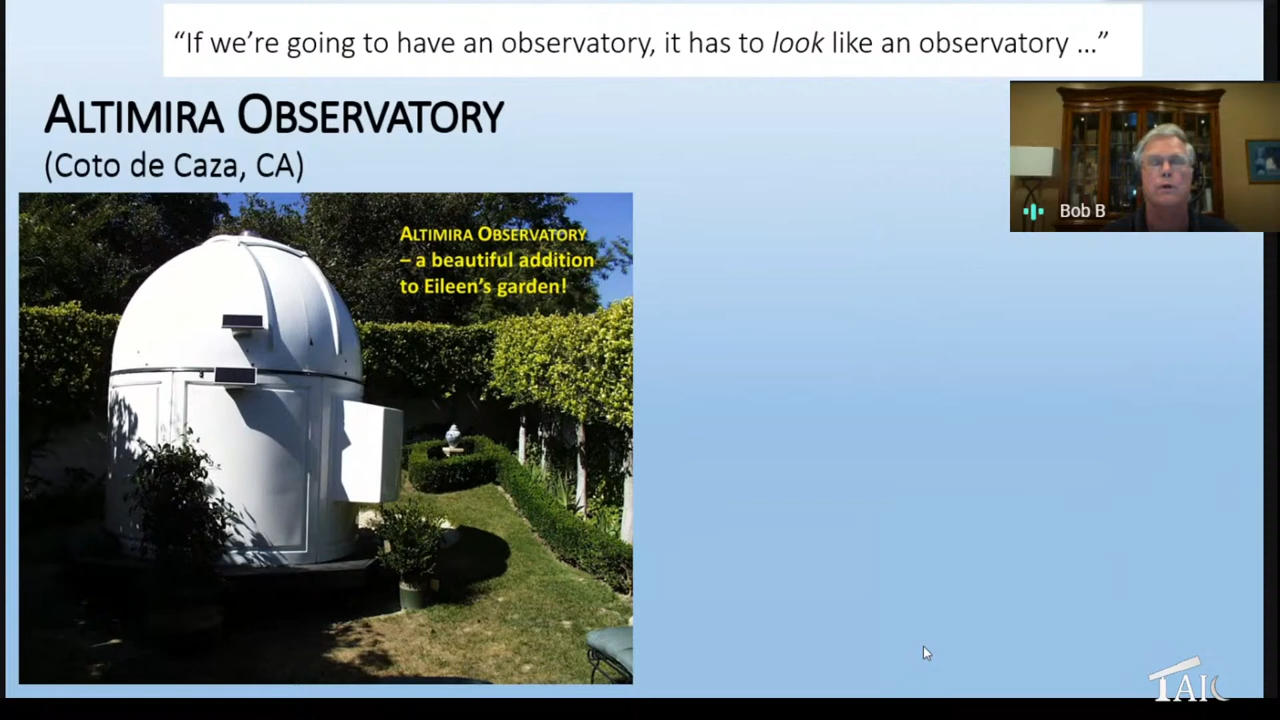 “If we’re going to have an observatory, it has to look like an observatory …”
ALTIMIRA OBSERVATORY
(Coto de Caza, CA)
ALTIMIRA OBSERVATORY
– a beautiful addition
to Eileen’s garden!
Bob B
TAIC